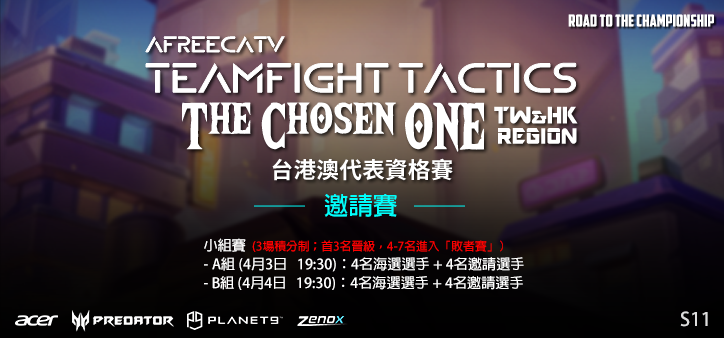 ROAD TO THE CHAMPIONSHIP
AFREECATV
TEAMFIGHT TACTICS
THE CHOSEN ONE TW&HK REGION
台港澳代表資格賽
邀請賽
小組賽 (3場積分制；首3名晉級，4-7名進入「敗者賽」)
- A組 (4月3日 19:30)：4名海選選手 + 4名邀請選手
- B組 (4月4日 19:30)：4名海選選手 + 4名邀請選手
acer PREDATOR PLANET9™ ZENOX
S11